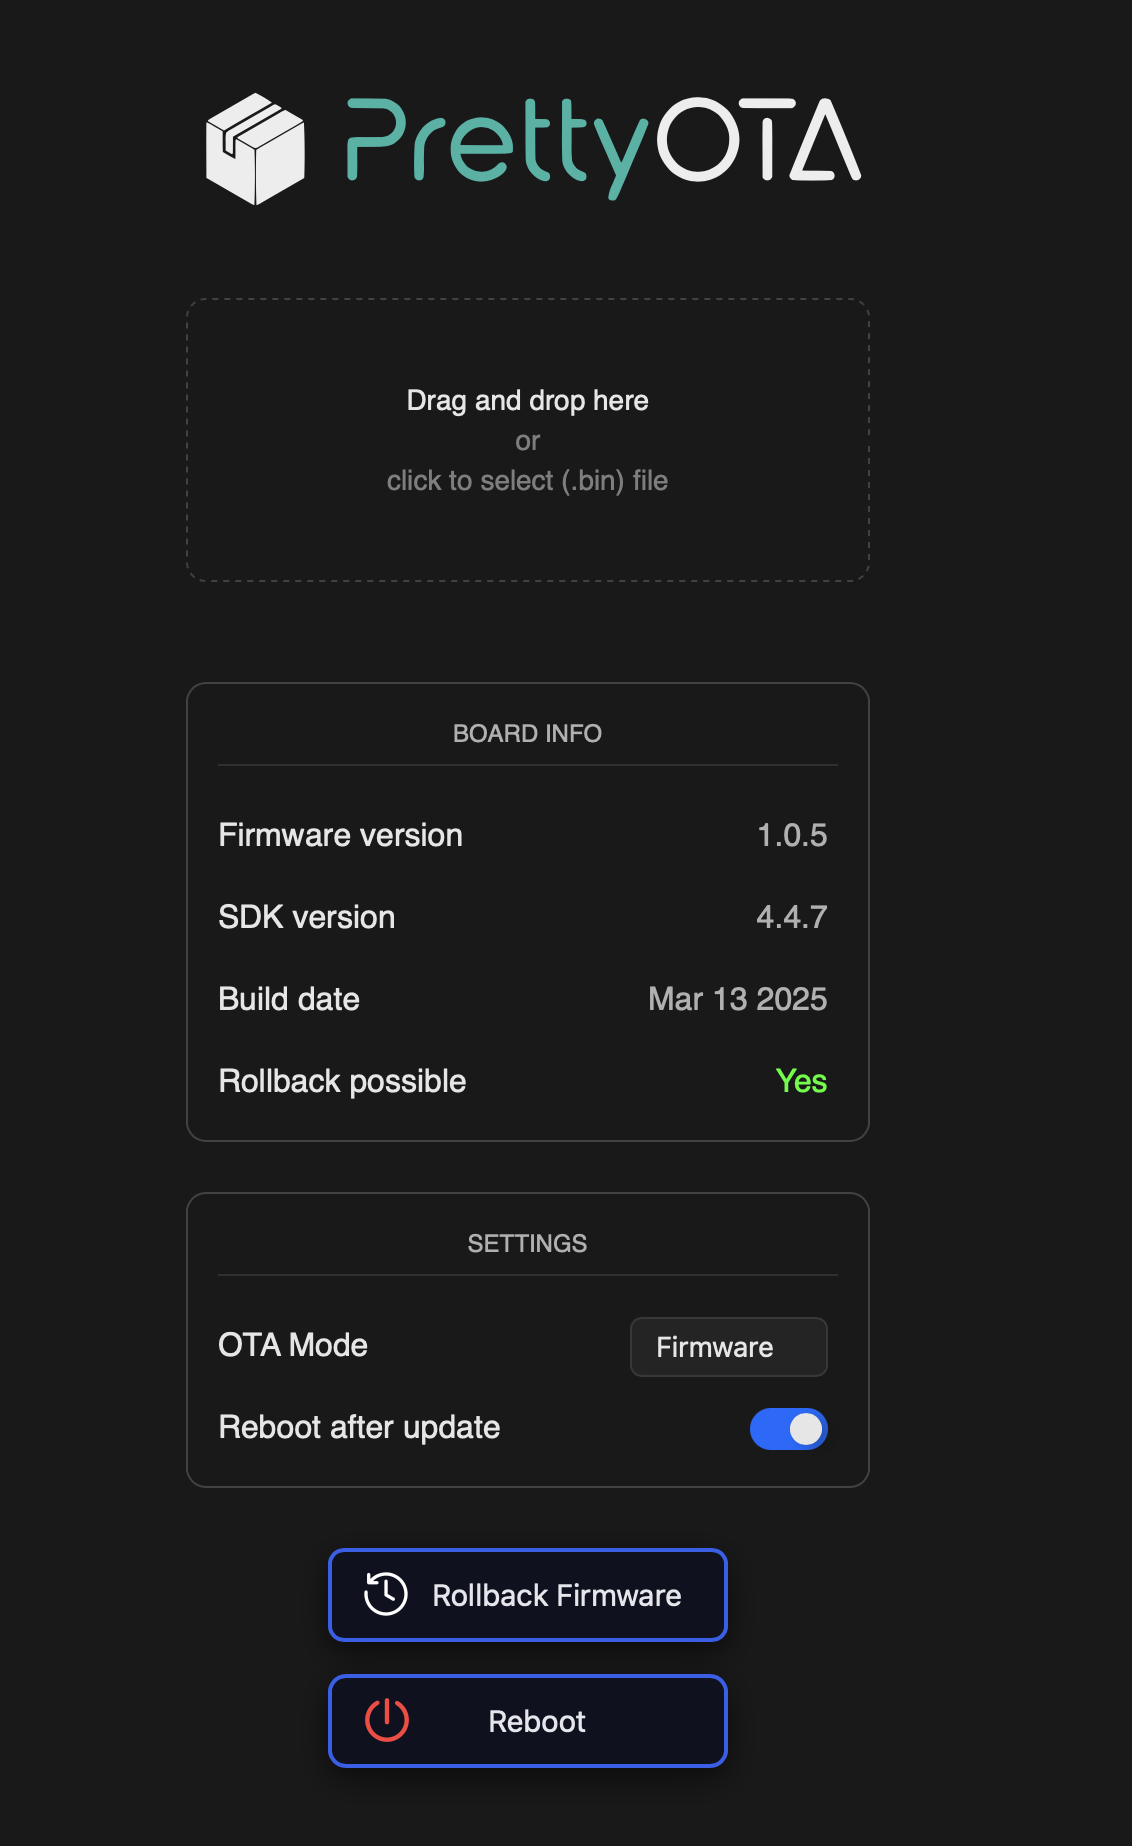 PrettyOTA
Drag and drop here
or
click to select (.bin) file
BOARD INFO
Firmware version 1.0.5
SDK version 4.4.7
Build date Mar 13 2025
Rollback possible Yes
SETTINGS
OTA Mode Firmware
Reboot after update
Rollback Firmware
Reboot